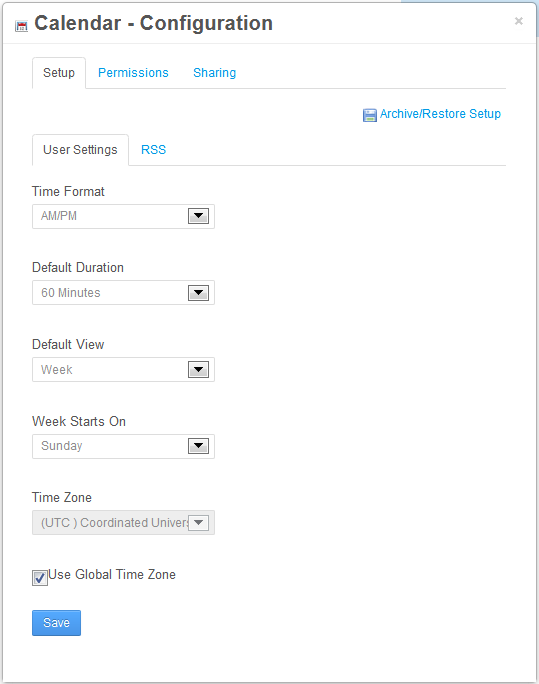 Calendar - Configuration ×
Setup Permissions Sharing
Archive/Restore Setup
User Settings RSS
Time Format
AM/PM
Default Duration
60 Minutes
Default View
Week
Week Starts On
Sunday
Time Zone
(UTC ) Coordinated Univers
Use Global Time Zone
Save